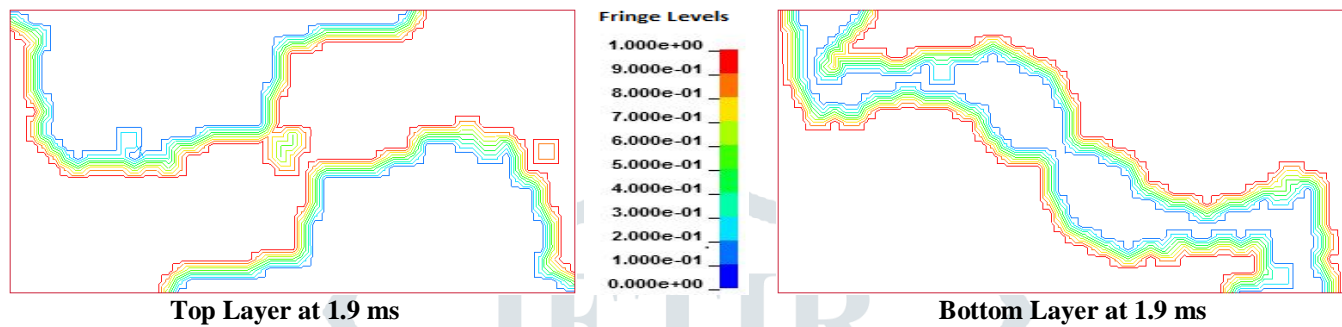 Fringe Levels
1.000e+00
9.000e-01
8.000e-01
7.000e-01
6.000e-01
5.000e-01
4.000e-01
3.000e-01
2.000e-01
1.000e-01
0.000e+00
Top Layer at 1.9 ms
Bottom Layer at 1.9 ms